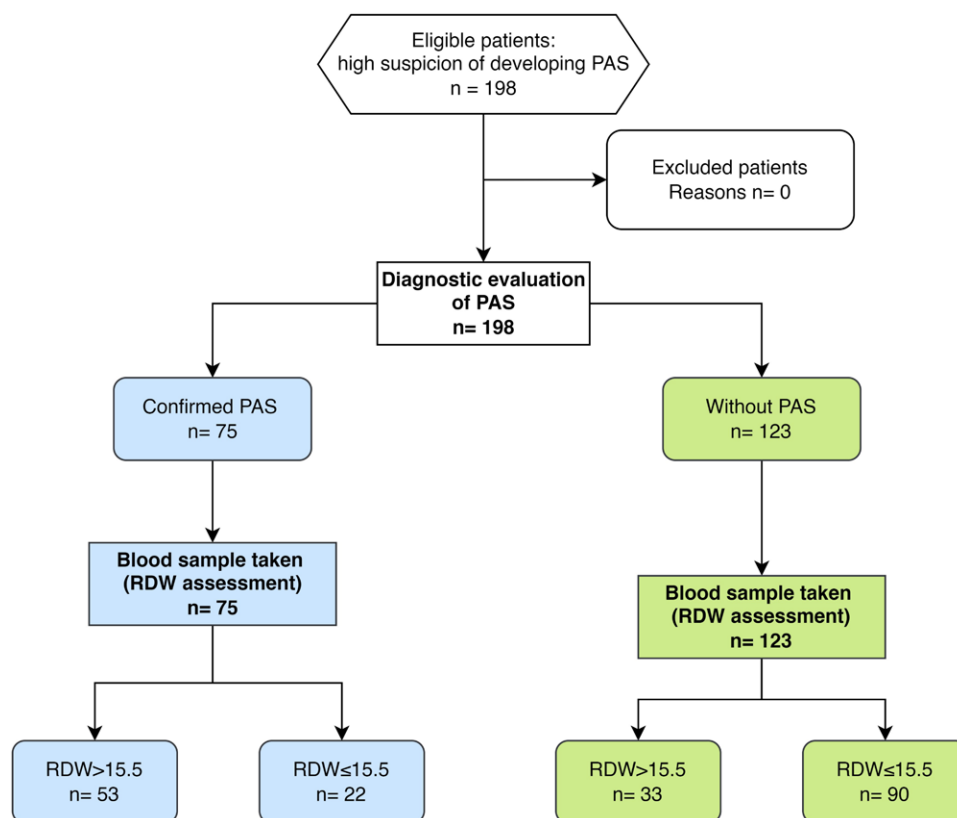 Eligible patients:
high suspicion of developing PAS
n = 198
Excluded patients
Reasons n= 0
Diagnostic evaluation
of PAS
n= 198
Confirmed PAS
n= 75
Without PAS
n= 123
Blood sample taken
(RDW assessment)
n= 75
Blood sample taken
(RDW assessment)
n= 123
RDW>15.5
n= 53
RDW≤15.5
n= 22
RDW>15.5
n= 33
RDW≤15.5
n= 90